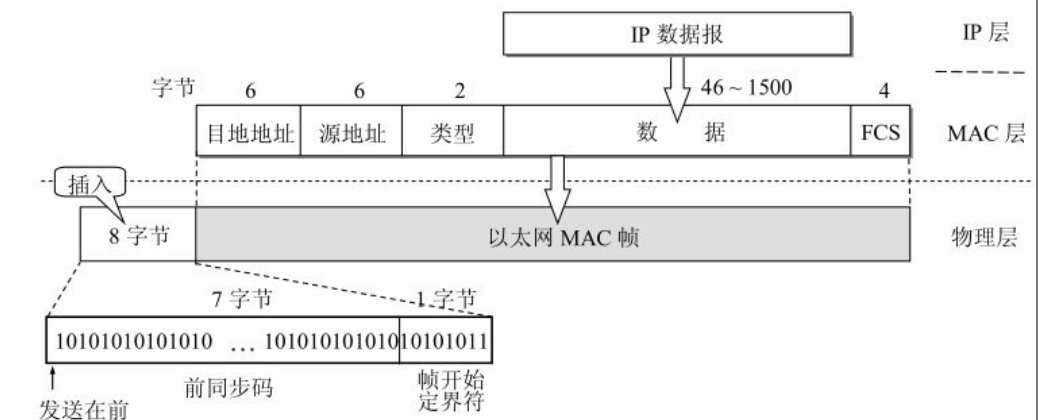 IP 数据报
IP 层
字节 6 6 2 46～1500 4
目地地址 源地址 类型 数 据 FCS MAC 层
插入
8 字节 以太网 MAC 帧 物理层
7 字节 1 字节
10101010101010 … 101010101010 10101011
前同步码 帧开始
定界符
发送在前